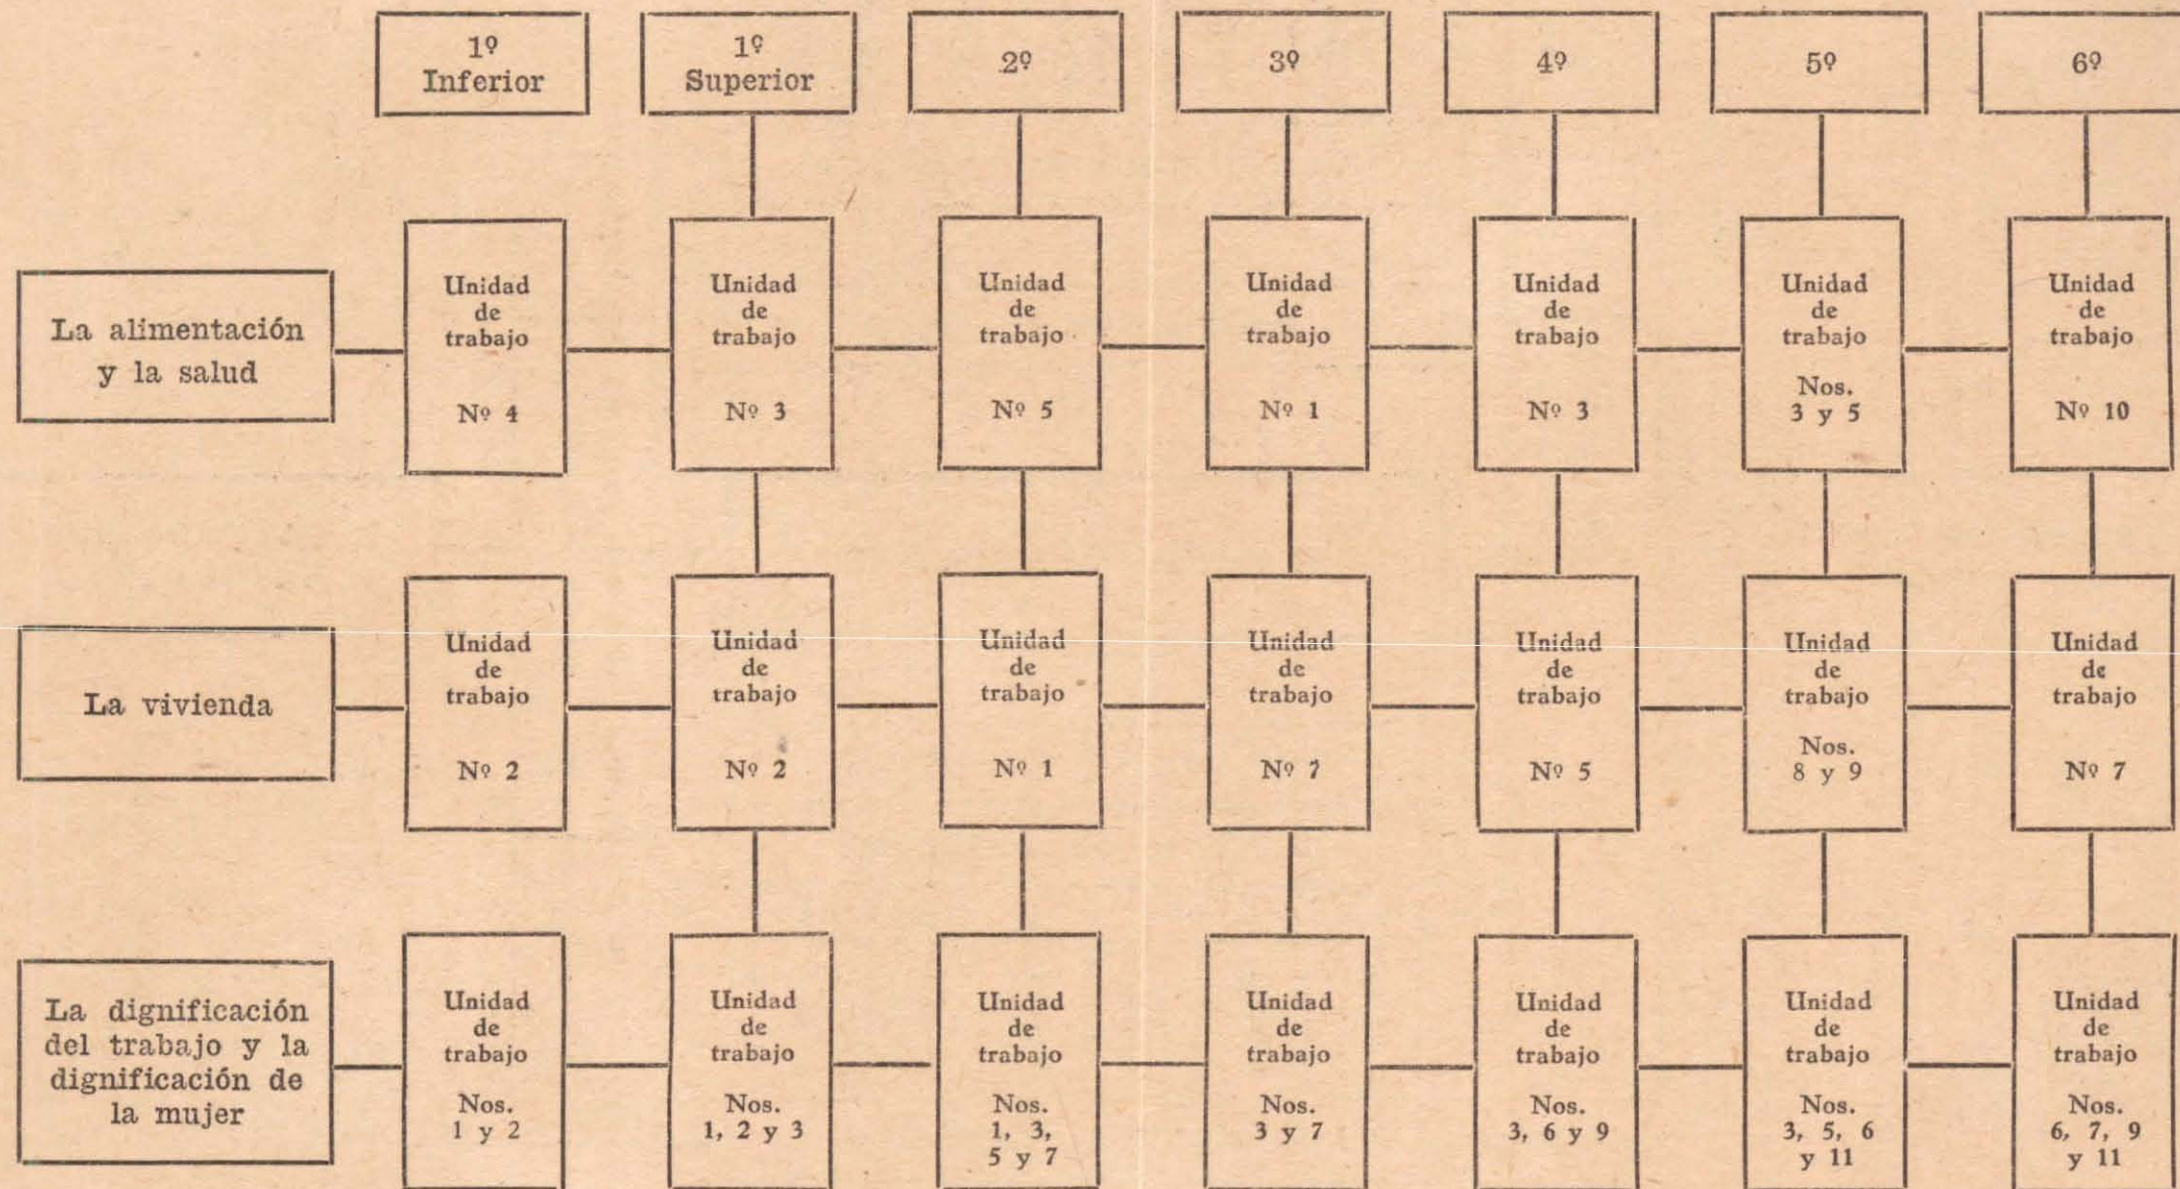 1º
Inferior
1º
Superior
2º
3º
4º
5º
6º
La alimentación
y la salud
Unidad
de
trabajo
Nº 4
Unidad
de
trabajo
Nº 3
Unidad
de
trabajo
Nº 5
Unidad
de
trabajo
Nº 1
Unidad
de
trabajo
Nº 3
Unidad
de
trabajo
Nos.
3 y 5
Unidad
de
trabajo
Nº 10
La vivienda
Unidad
de
trabajo
Nº 2
Unidad
de
trabajo
Nº 2
Unidad
de
trabajo
Nº 1
Unidad
de
trabajo
Nº 7
Unidad
de
trabajo
Nº 5
Unidad
de
trabajo
Nos.
8 y 9
Unidad
de
trabajo
Nº 7
La dignificación
del trabajo y la
dignificación de
la mujer
Unidad
de
trabajo
Nos.
1 y 2
Unidad
de
trabajo
Nos.
1, 2 y 3
Unidad
de
trabajo
Nos.
1, 3,
5 y 7
Unidad
de
trabajo
Nos.
3 y 7
Unidad
de
trabajo
Nos.
3, 6 y 9
Unidad
de
trabajo
Nos.
3, 5, 6
y 11
Unidad
de
trabajo
Nos.
6, 7, 9
y 11